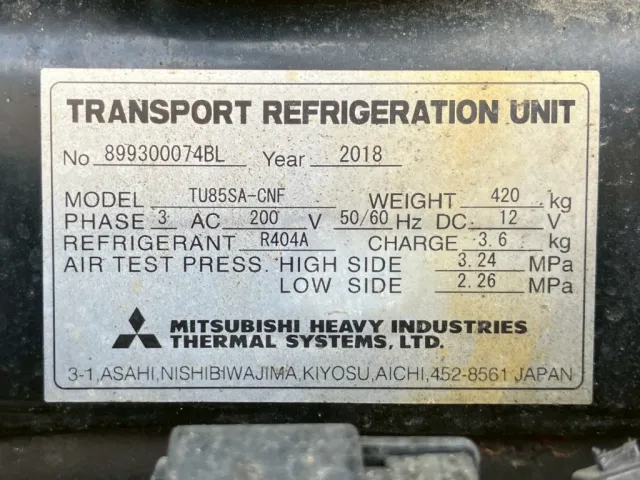 TRANSPORT REFRIGERATION UNIT
No 899300074BL Year 2018
MODEL TU85SA-CNF WEIGHT 420 kg
PHASE 3 AC 200 V 50/60 Hz DC 12 V
REFRIGERANT R404A CHARGE 3.6 kg
AIR TEST PRESS. HIGH SIDE 3.24 MPa
LOW SIDE 2.26 MPa
MITSUBISHI HEAVY INDUSTRIES
THERMAL SYSTEMS, LTD.
3-1,ASAHI,NISHIBIWAJIMA,KIYOSU,AICHI,452-8561 JAPAN